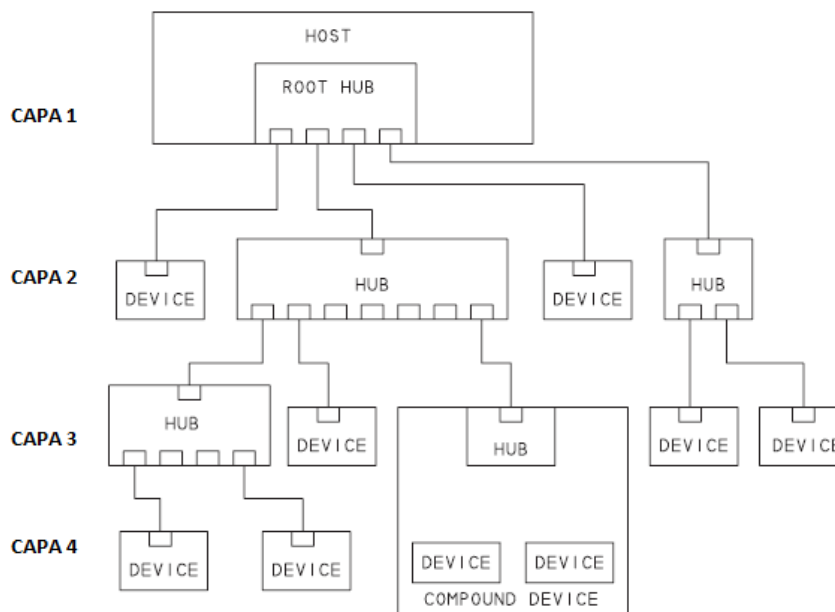 HOST
ROOT HUB
CAPA 1
CAPA 2
DEVICE
HUB
DEVICE
HUB
CAPA 3
HUB
DEVICE
HUB
DEVICE
DEVICE
CAPA 4
DEVICE
DEVICE
DEVICE
DEVICE
COMPOUND DEVICE